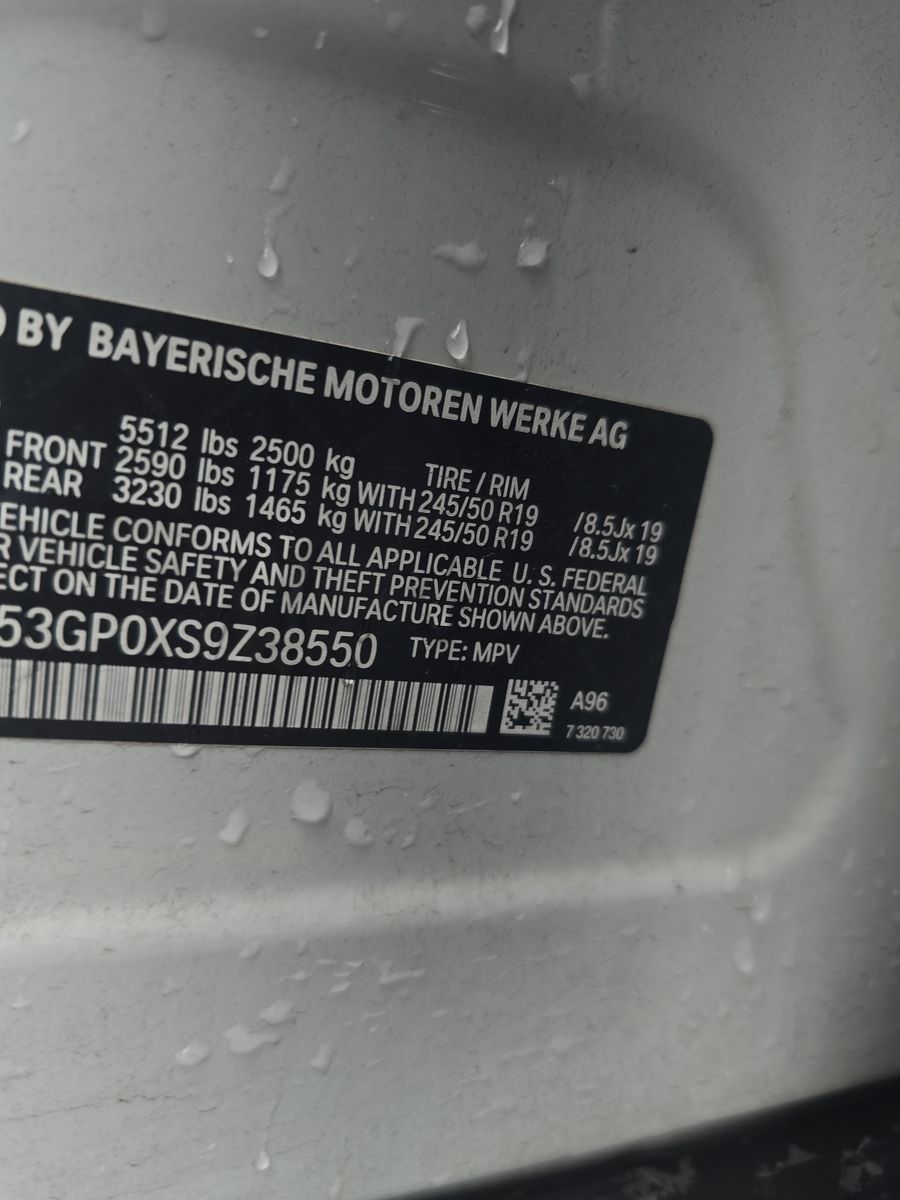 BY BAYERISCHE MOTOREN WERKE AG
5512 lbs 2500 kg TIRE / RIM
FRONT 2590 lbs 1175 kg WITH 245/50 R19 /8.5Jx 19
REAR 3230 lbs 1465 kg WITH 245/50 R19 /8.5Jx 19
EHICLE CONFORMS TO ALL APPLICABLE U. S. FEDERAL
R VEHICLE SAFETY AND THEFT PREVENTION STANDARDS
ECT ON THE DATE OF MANUFACTURE SHOWN ABOVE.
53GP0XS9Z38550 TYPE: MPV
A96
7 320 730